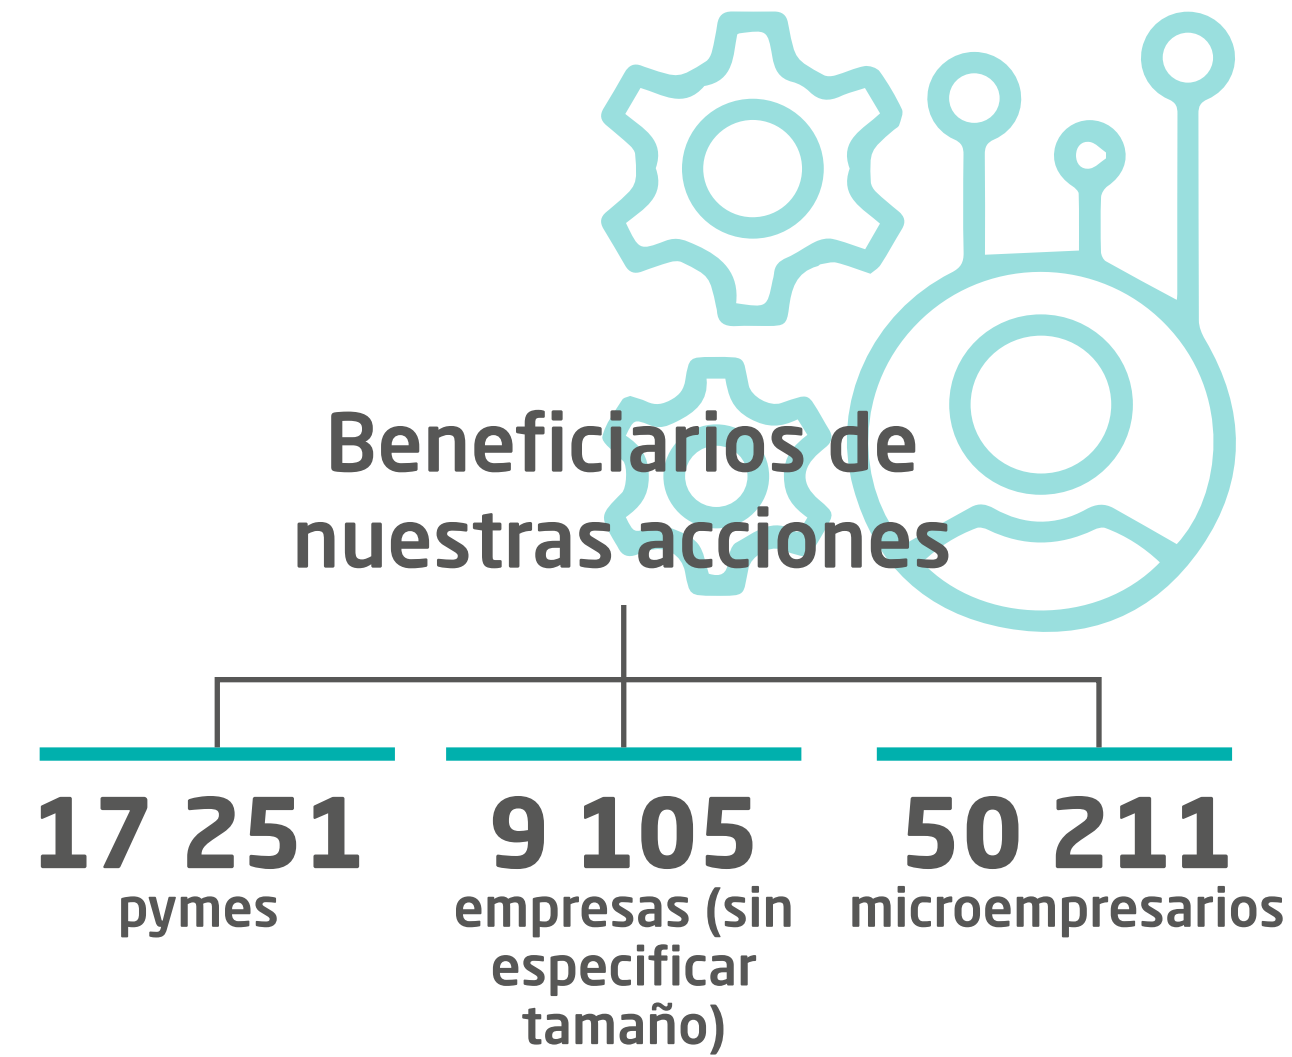 Beneficiarios de
nuestras acciones
17 251
pymes
9 105
empresas (sin
especificar
tamaño)
50 211
microempresarios